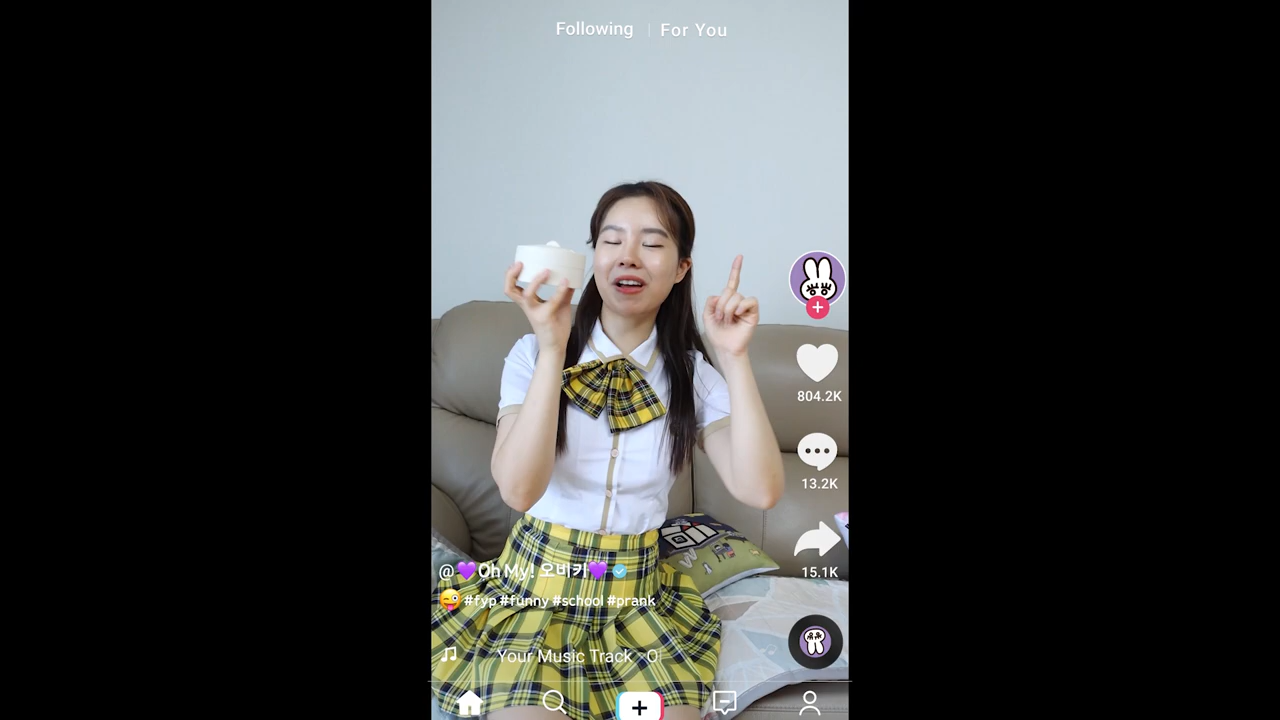 Following | For You
804.2K
13.2K
@💜Oh My! 오비키💜
15.1K
😜 #fyp #funny #school #prank
Your Music Track · O